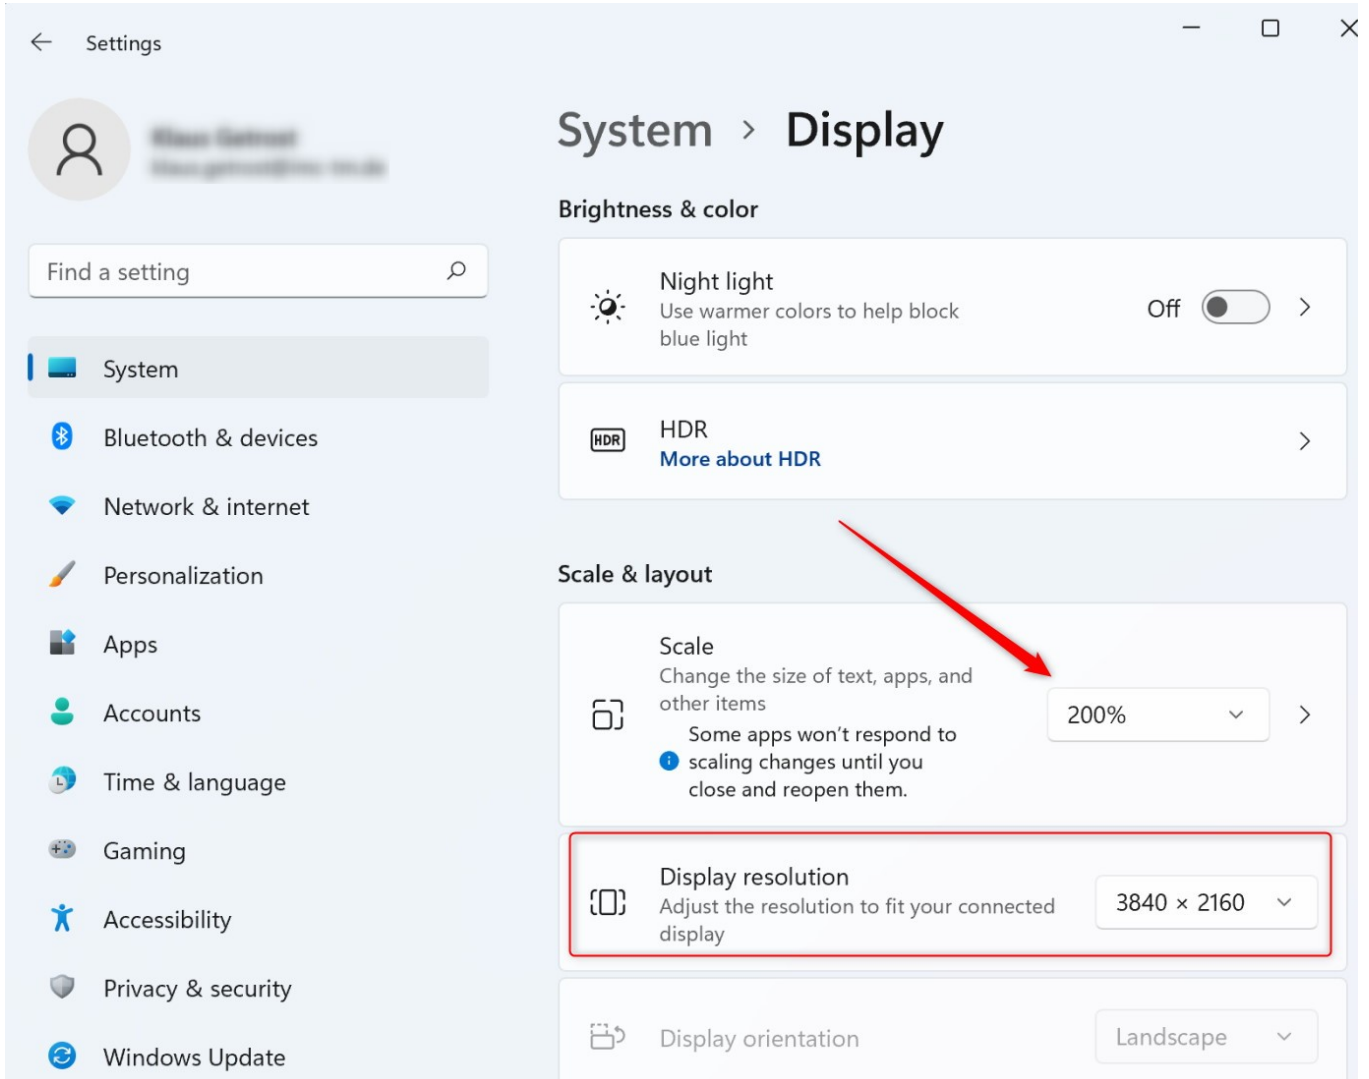 Settings
Find a setting
System
Bluetooth & devices
Network & internet
Personalization
Apps
Accounts
Time & language
Gaming
Accessibility
Privacy & security
Windows Update
System > Display
Brightness & color
Night light
Use warmer colors to help block
blue light
Off
HDR
HDR
More about HDR
Scale & layout
Scale
Change the size of text, apps, and
other items
Some apps won't respond to
scaling changes until you
close and reopen them.
200%
Display resolution
Adjust the resolution to fit your connected
display
3840 × 2160
Display orientation
Landscape